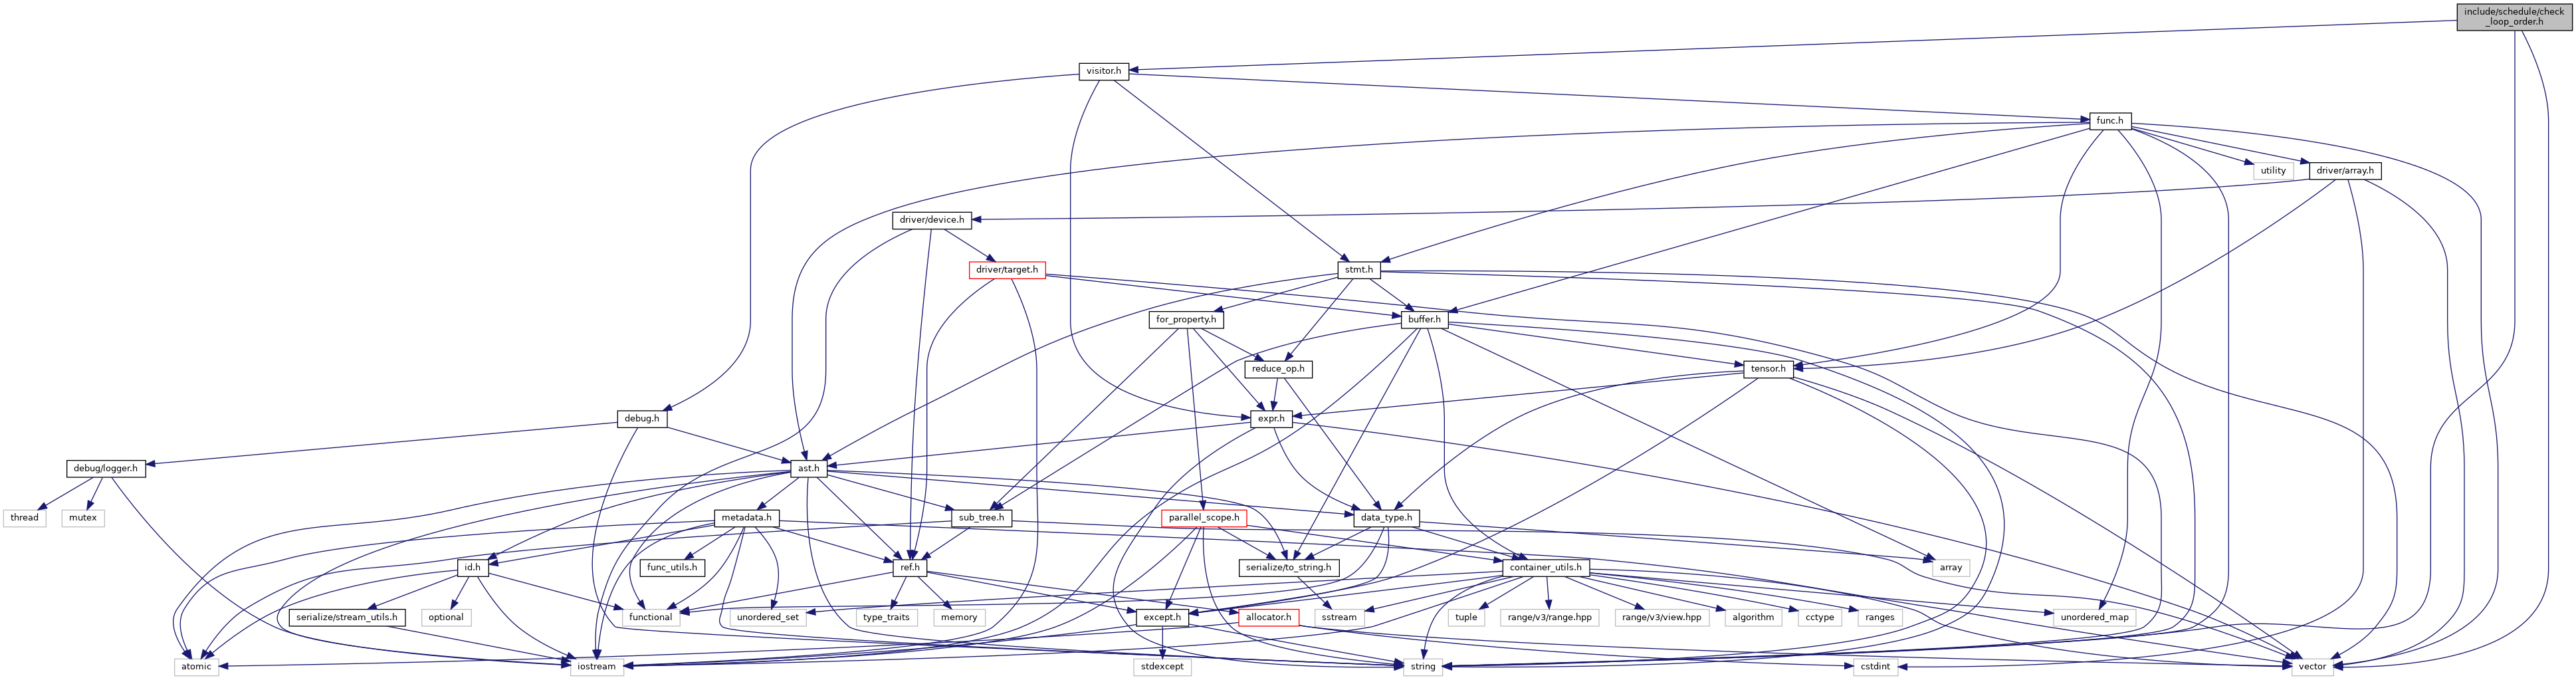 include/schedule/check
_loop_order.h
visitor.h
func.h
utility
driver/array.h
driver/device.h
driver/target.h
stmt.h
for_property.h
buffer.h
reduce_op.h
tensor.h
debug.h
expr.h
debug/logger.h
ast.h
thread
mutex
metadata.h
sub_tree.h
parallel_scope.h
data_type.h
id.h
func_utils.h
ref.h
serialize/to_string.h
container_utils.h
array
serialize/stream_utils.h
optional
functional
unordered_set
type_traits
memory
except.h
allocator.h
sstream
tuple
range/v3/range.hpp
range/v3/view.hpp
algorithm
cctype
ranges
unordered_map
atomic
iostream
stdexcept
string
cstdint
vector